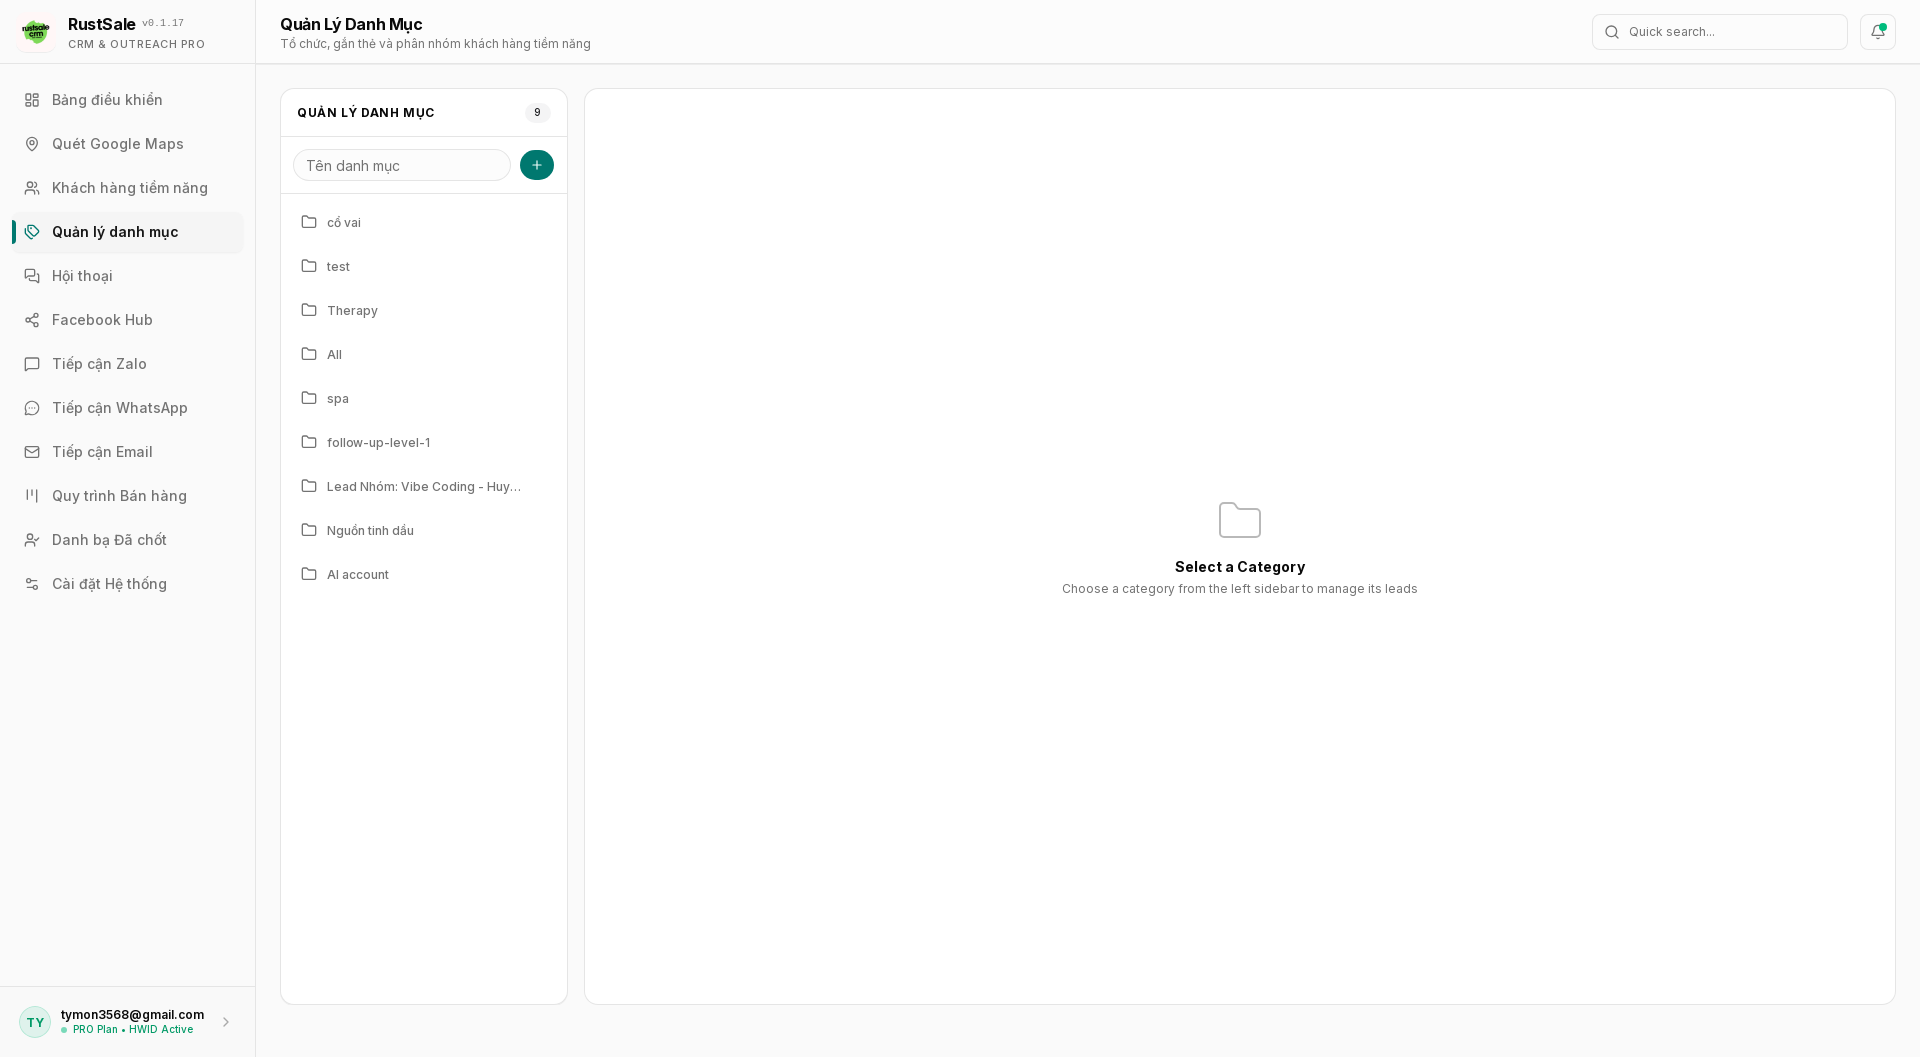 RustSale v0.1.17
CRM & OUTREACH PRO
Bảng điều khiển
Quét Google Maps
Khách hàng tiềm năng
Quản lý danh mục
Hội thoại
Facebook Hub
Tiếp cận Zalo
Tiếp cận WhatsApp
Tiếp cận Email
Quy trình Bán hàng
Danh bạ Đã chốt
Cài đặt Hệ thống
TY
tymon3568@gmail.com
PRO Plan • HWID Active
Quản Lý Danh Mục
Tổ chức, gắn thẻ và phân nhóm khách hàng tiềm năng
Quick search...
QUẢN LÝ DANH MỤC
9
Tên danh mục
cổ vai
test
Therapy
All
spa
follow-up-level-1
Lead Nhóm: Vibe Coding - Huy...
Nguồn tinh dầu
AI account
Select a Category
Choose a category from the left sidebar to manage its leads
rustsale
crm